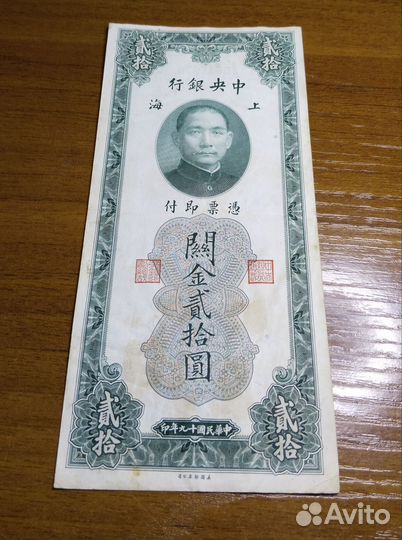 貳拾 貳拾
行銀央中
海 上
付即票憑
關金貳拾圓
貳拾 貳拾
印年九十國民華中
Avito